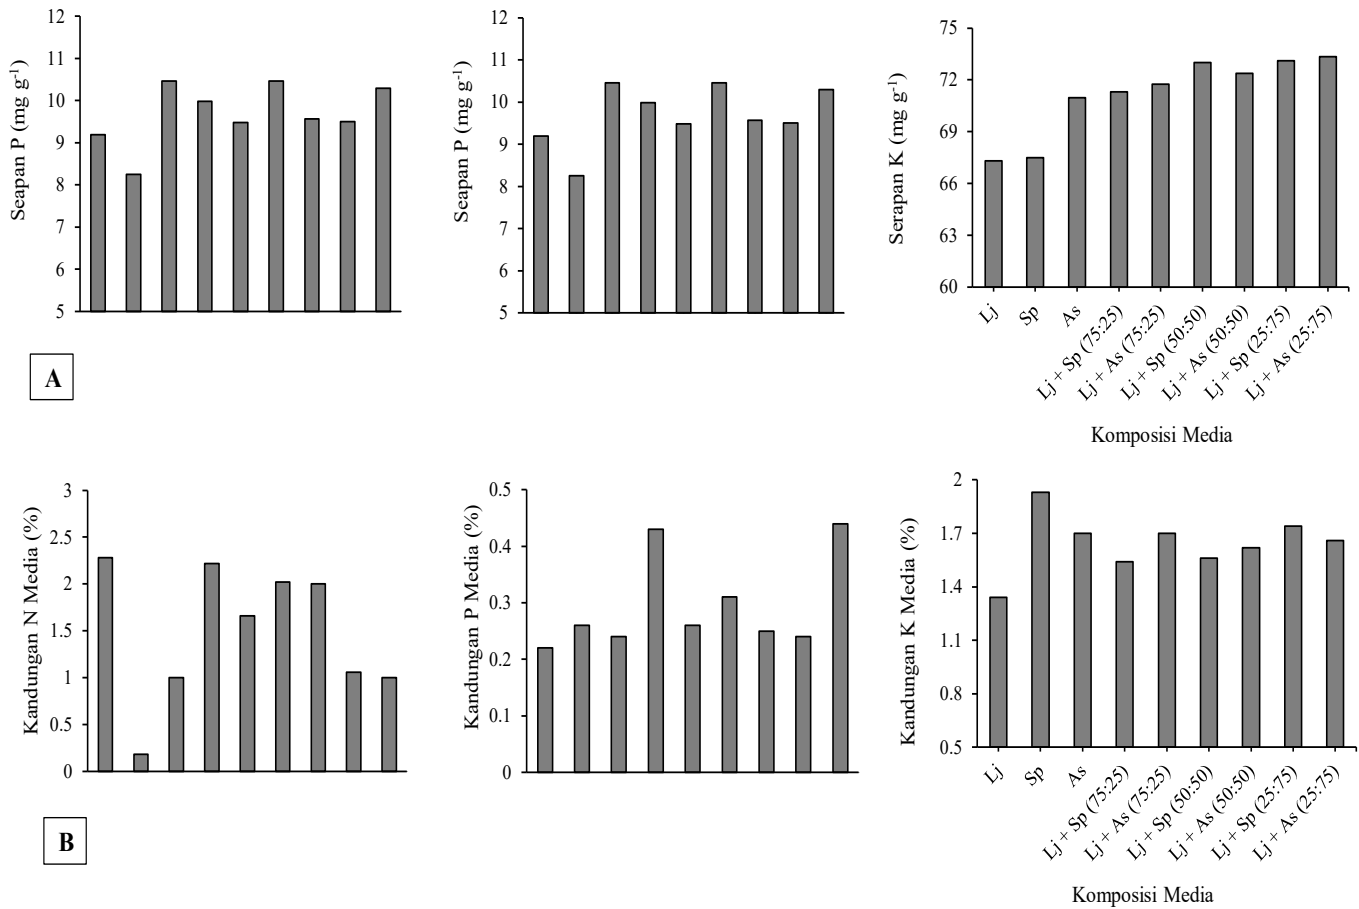 Seapan P (mg g⁻¹)
12
11
10
9
8
7
6
5
Seapan P (mg g⁻¹)
12
11
10
9
8
7
6
5
Serapan K (mg g⁻¹)
75
72
69
66
63
60
Lj
Sp
As
Lj + Sp (75:25)
Lj + As (75:25)
Lj + Sp (50:50)
Lj + As (50:50)
Lj + Sp (25:75)
Lj + As (25:75)
Komposisi Media
A
Kandungan N Media (%)
3
2.5
2
1.5
1
0.5
0
Kandungan P Media (%)
0.5
0.4
0.3
0.2
0.1
0
Kandungan K Media (%)
2
1.7
1.4
1.1
0.8
0.5
Lj
Sp
As
Lj + Sp (75:25)
Lj + As (75:25)
Lj + Sp (50:50)
Lj + As (50:50)
Lj + Sp (25:75)
Lj + As (25:75)
Komposisi Media
B